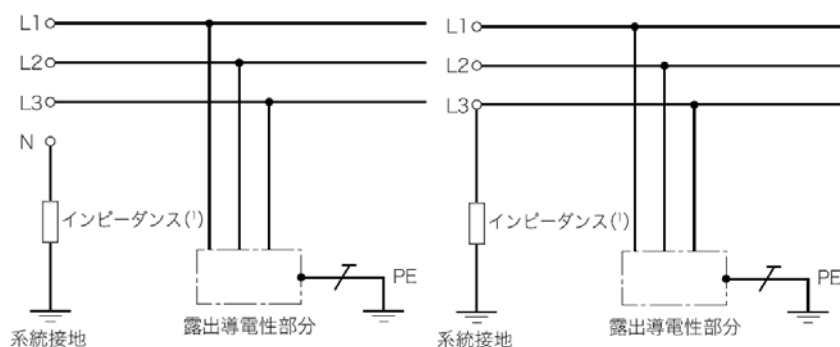 L1
L2
L3
N
インピーダンス(¹)
PE
系統接地
露出導電性部分
L1
L2
L3
インピーダンス(¹)
PE
系統接地
露出導電性部分